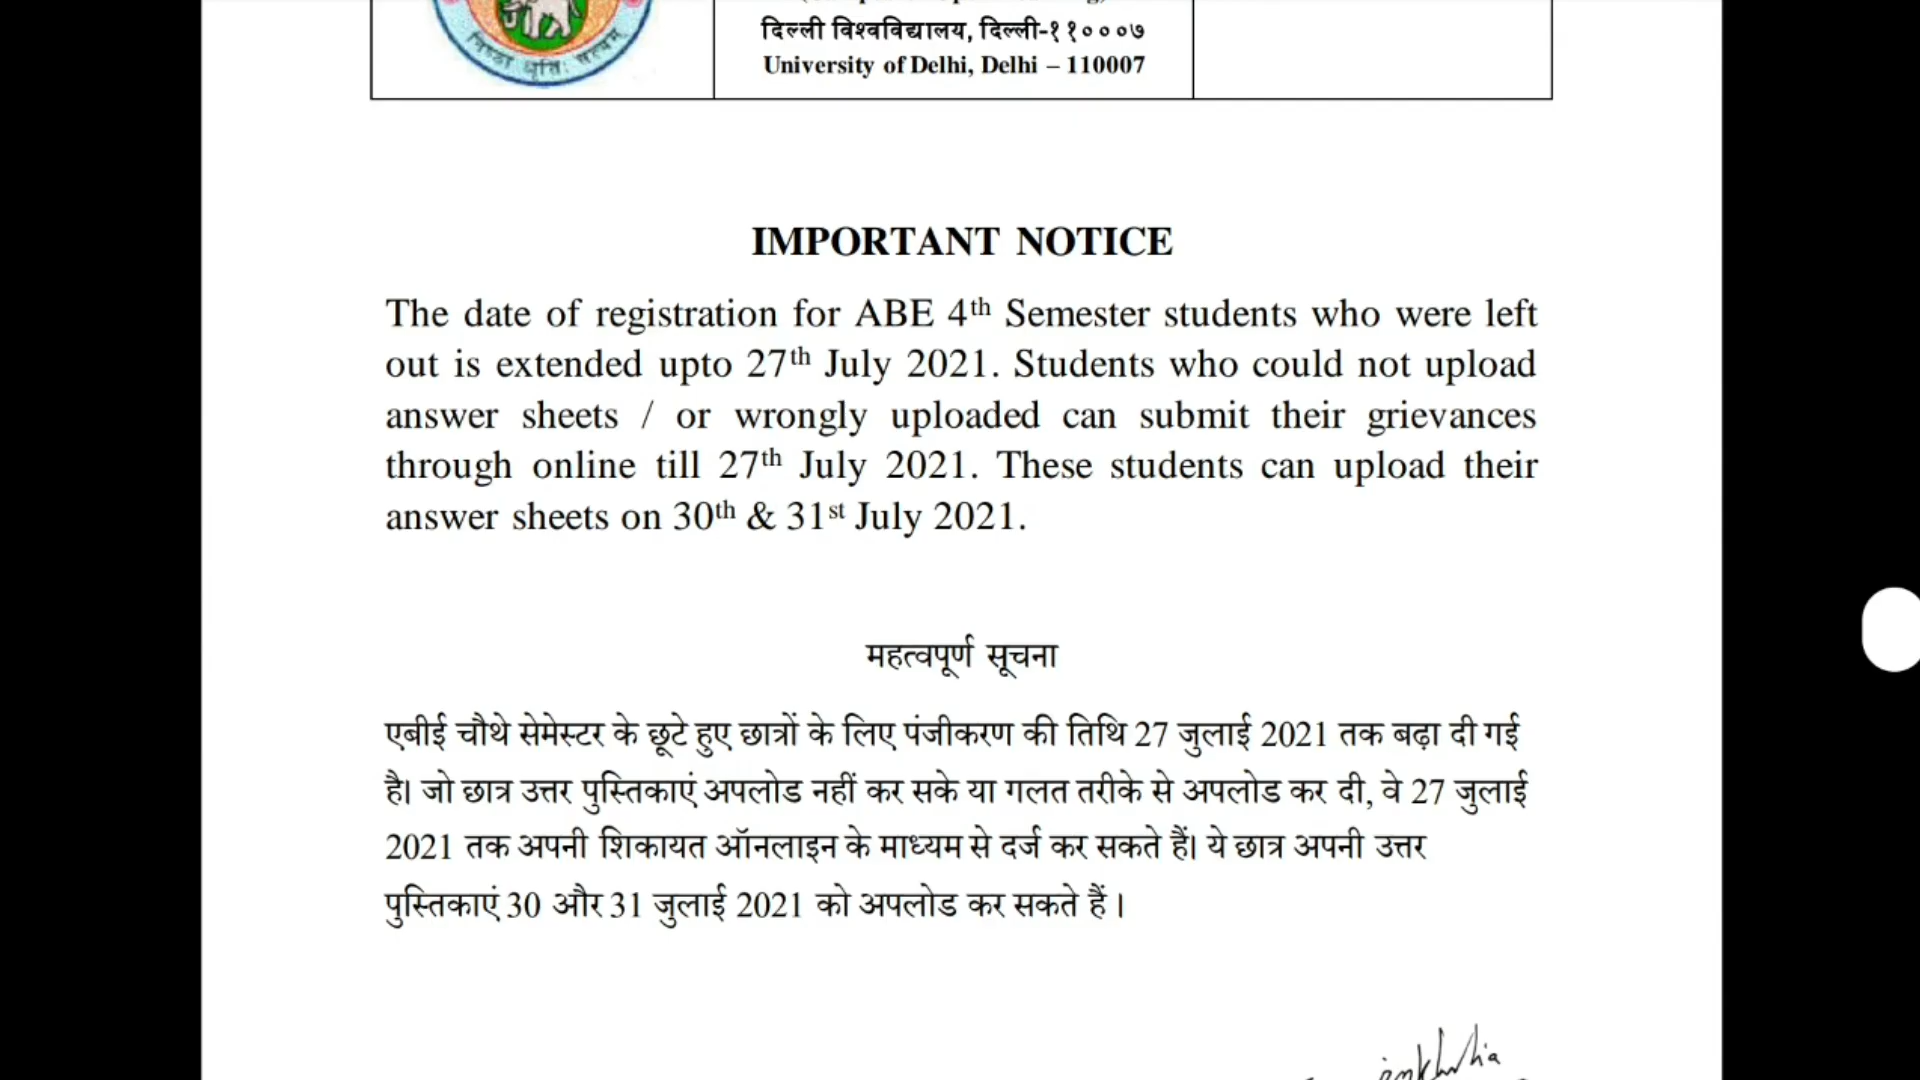 निष्ठा धृतिः सत्यम्
दिल्ली विश्वविद्यालय, दिल्ली-११०००७
University of Delhi, Delhi – 110007
IMPORTANT NOTICE
The date of registration for ABE 4th Semester students who were left
out is extended upto 27th July 2021. Students who could not upload
answer sheets / or wrongly uploaded can submit their grievances
through online till 27th July 2021. These students can upload their
answer sheets on 30th & 31st July 2021.
महत्वपूर्ण सूचना
एबीई चौथे सेमेस्टर के छूटे हुए छात्रों के लिए पंजीकरण की तिथि 27 जुलाई 2021 तक बढ़ा दी गई
है। जो छात्र उत्तर पुस्तिकाएं अपलोड नहीं कर सके या गलत तरीके से अपलोड कर दी, वे 27 जुलाई
2021 तक अपनी शिकायत ऑनलाइन के माध्यम से दर्ज कर सकते हैं। ये छात्र अपनी उत्तर
पुस्तिकाएं 30 और 31 जुलाई 2021 को अपलोड कर सकते हैं ।